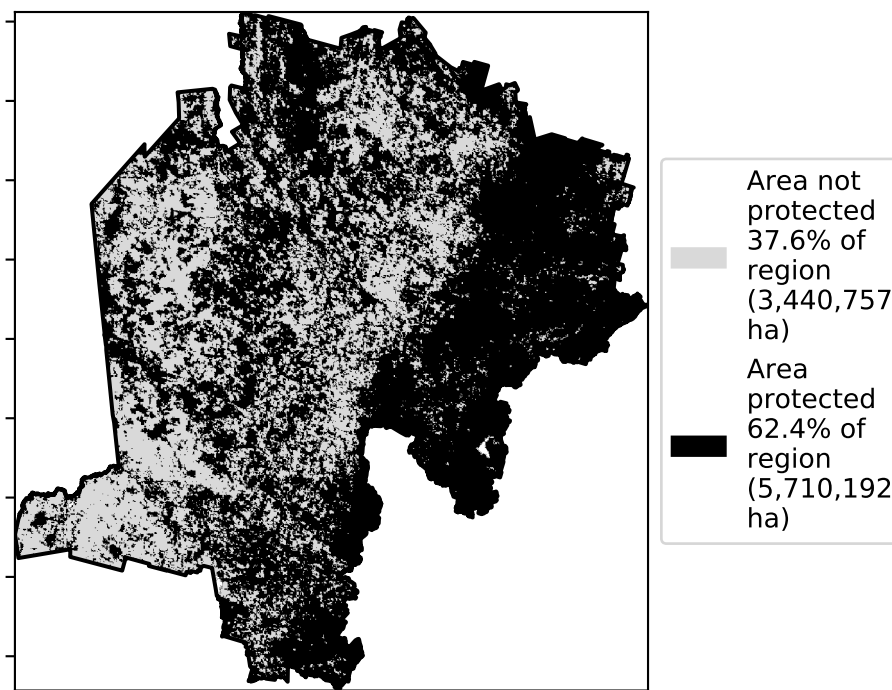 Area not
protected
37.6% of
region
(3,440,757
ha)
Area
protected
62.4% of
region
(5,710,192
ha)